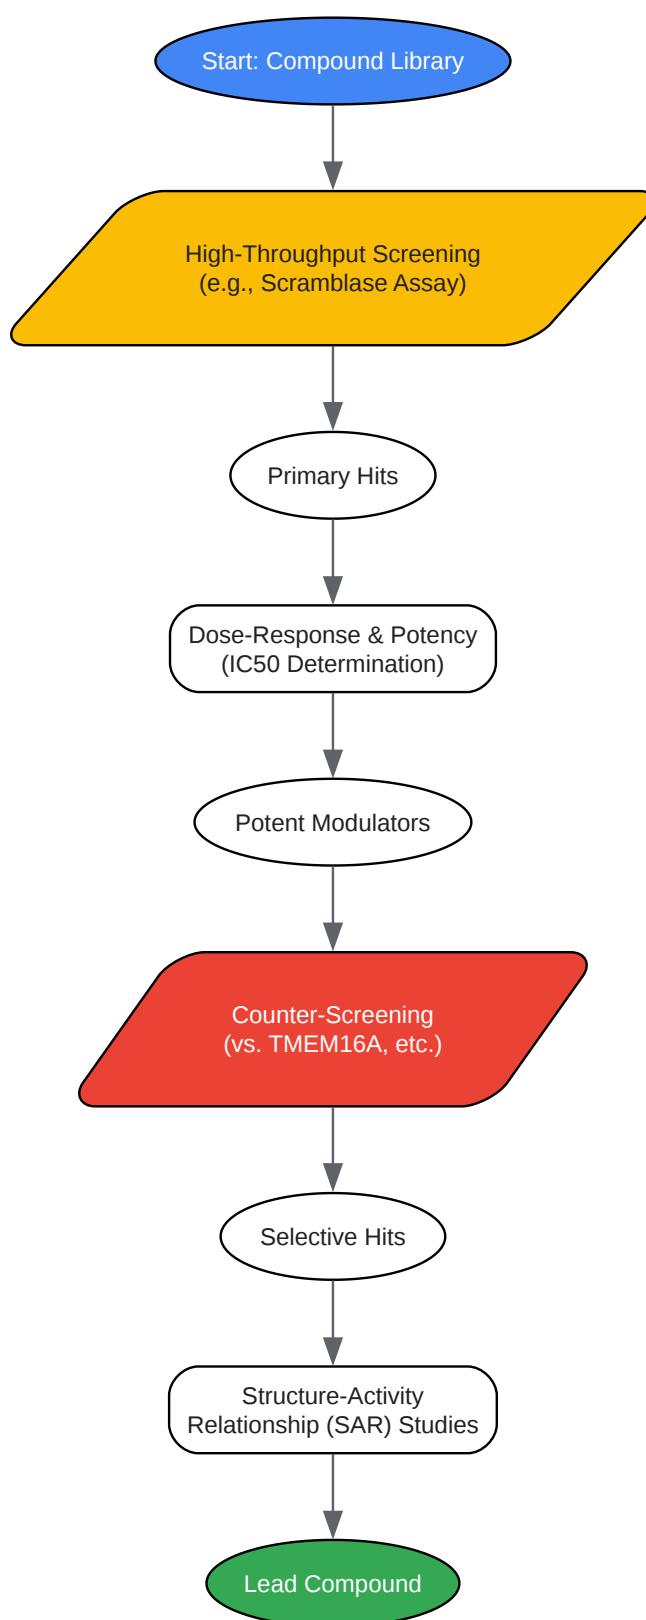 Start: Compound Library
High-Throughput Screening
(e.g., Scramblase Assay)
Primary Hits
Dose-Response & Potency
(IC50 Determination)
Potent Modulators
Counter-Screening
(vs. TMEM16A, etc.)
Selective Hits
Structure-Activity
Relationship (SAR) Studies
Lead Compound